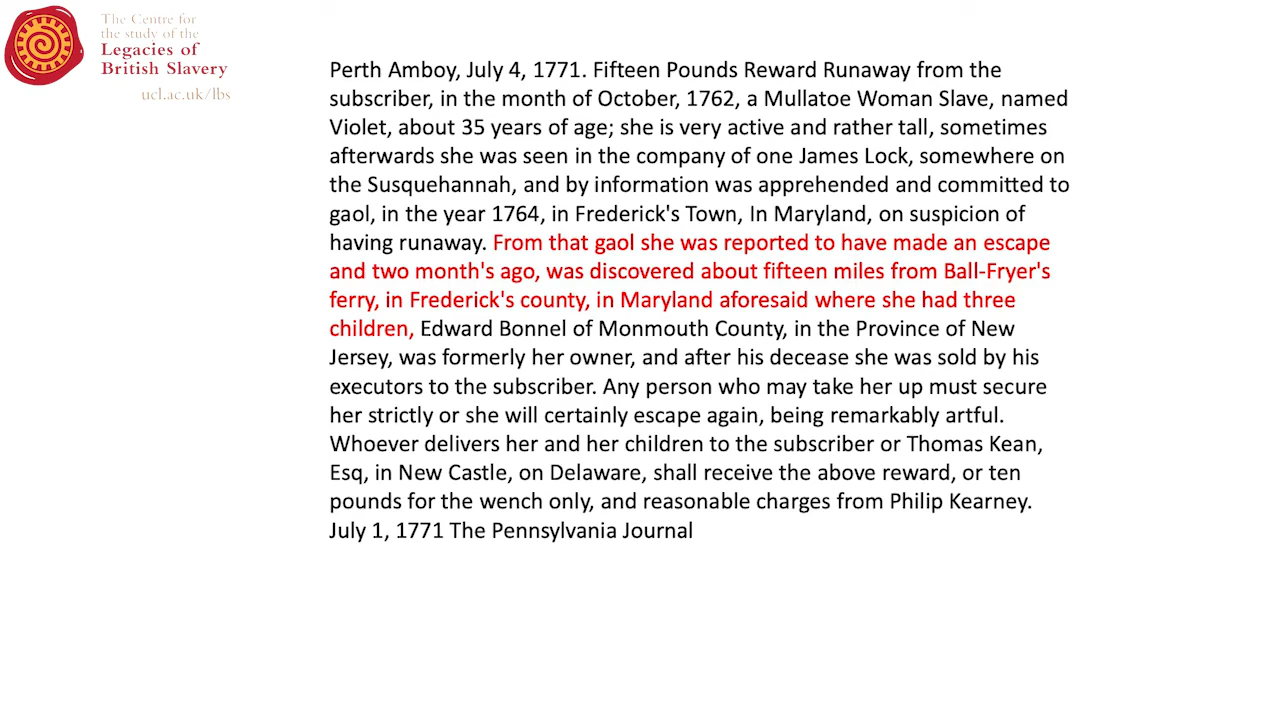 The Centre for
the study of the
Legacies of
British Slavery
ucl.ac.uk/lbs
Perth Amboy, July 4, 1771. Fifteen Pounds Reward Runaway from the
subscriber, in the month of October, 1762, a Mullatoe Woman Slave, named
Violet, about 35 years of age; she is very active and rather tall, sometimes
afterwards she was seen in the company of one James Lock, somewhere on
the Susquehannah, and by information was apprehended and committed to
gaol, in the year 1764, in Frederick's Town, In Maryland, on suspicion of
having runaway. From that gaol she was reported to have made an escape
and two month's ago, was discovered about fifteen miles from Ball-Fryer's
ferry, in Frederick's county, in Maryland aforesaid where she had three
children, Edward Bonnel of Monmouth County, in the Province of New
Jersey, was formerly her owner, and after his decease she was sold by his
executors to the subscriber. Any person who may take her up must secure
her strictly or she will certainly escape again, being remarkably artful.
Whoever delivers her and her children to the subscriber or Thomas Kean,
Esq, in New Castle, on Delaware, shall receive the above reward, or ten
pounds for the wench only, and reasonable charges from Philip Kearney.
July 1, 1771 The Pennsylvania Journal